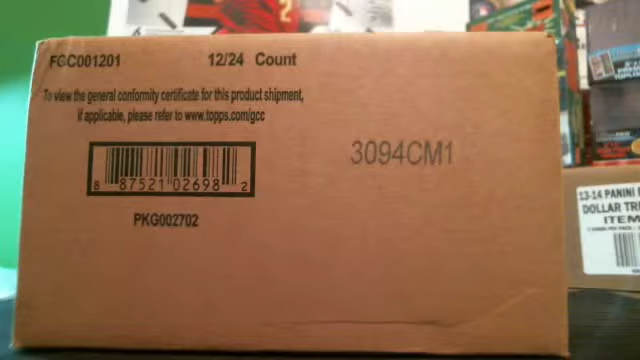 FGC001201
12/24 Count
To view the general conformity certificate for this product shipment,
if applicable, please refer to www.topps.com/gcc
3094CM1
8 87521 02698 2
PKG002702
13-14 PANINI
DOLLAR TR
ITEM